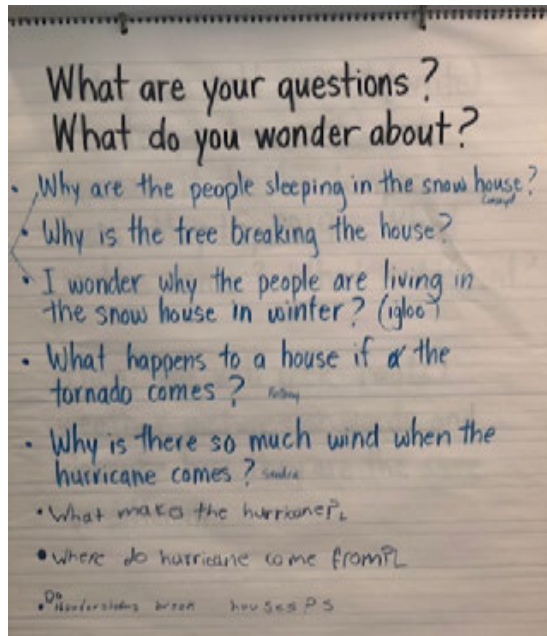 What are your questions?
What do you wonder about?
• Why are the people sleeping in the snow house?
• Why is the tree breaking the house?
• I wonder why the people are living in
the snow house in winter? (igloo)
• What happens to a house if the
tornado comes?
• Why is there so much wind when the
hurricane comes? Sandra
• What makes the hurricane? L
• Where do hurricane come from? L
• Do break houses P S